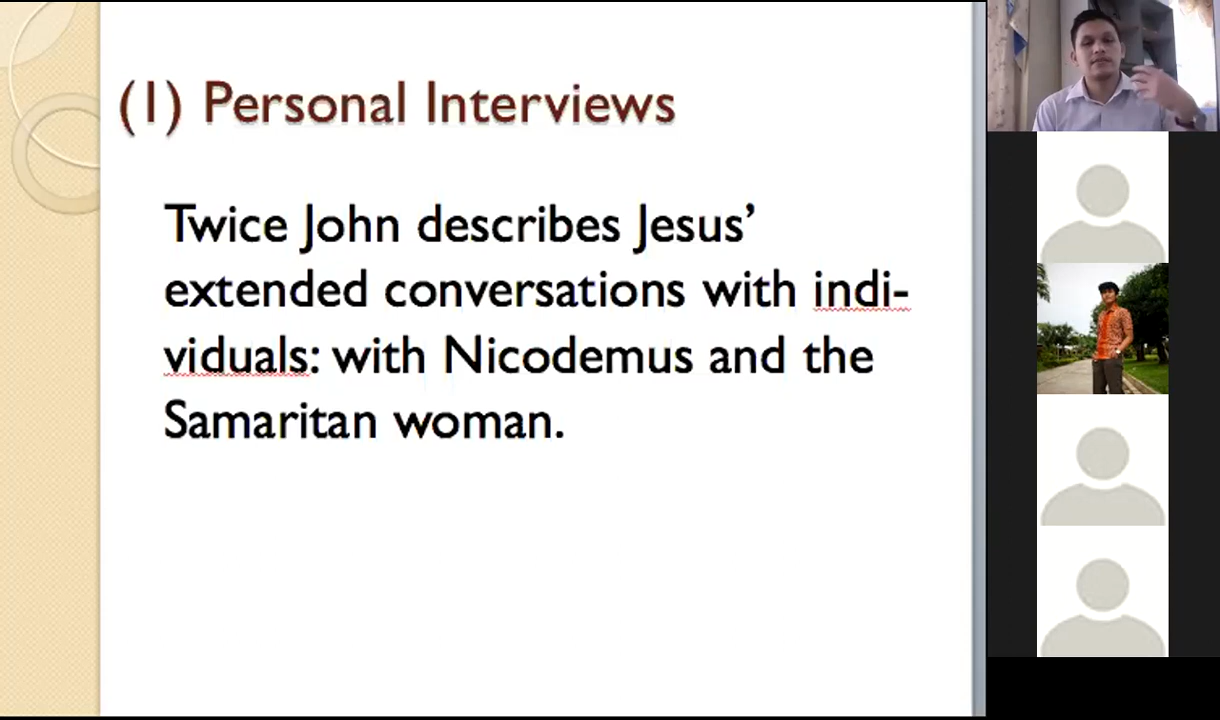 (1) Personal Interviews
Twice John describes Jesus’
extended conversations with indi-
viduals: with Nicodemus and the
Samaritan woman.